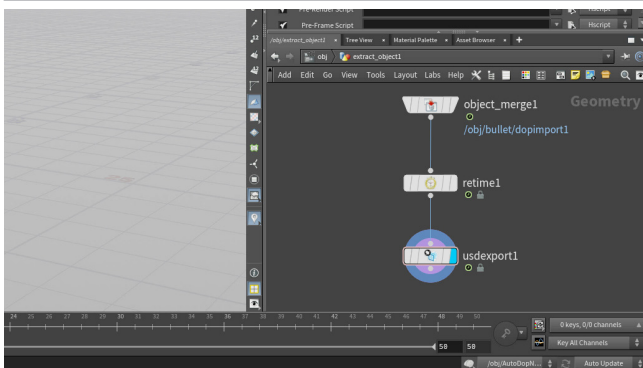 Pre-Render Script
Hscript
Pre-Frame Script
Hscript
/obj/extract_object1 × Tree View × Material Palette × Asset Browser × +
obj extract_object1
Add Edit Go View Tools Layout Labs Help
object_merge1
Geometry
/obj/bullet/dopimport1
retime1
usdexport1
24 25 26 27 28 29 30 31 32 33 34 35 36 37 38 39 40 41 42 43 44 45 46 47 48 49 50
0 keys, 0/0 channels
50 50
Key All Channels
/obj/AutoDopN... Auto Update